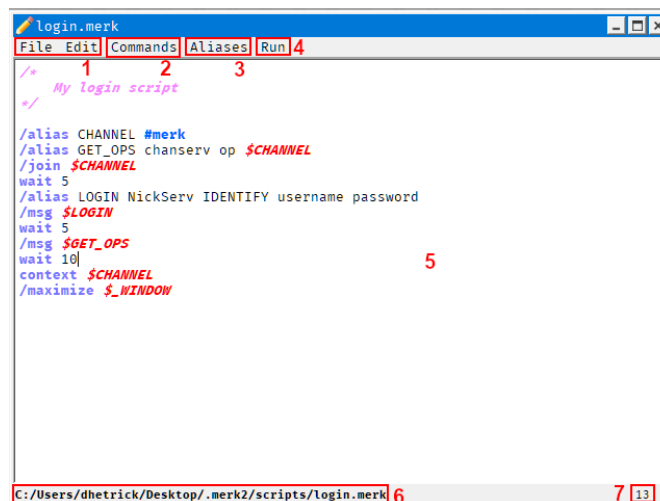 login.merk
File Edit Commands Aliases Run 4
1 2 3
/*
My login script
*/
/alias CHANNEL #merk
/alias GET_OPS chanserv op $CHANNEL
/join $CHANNEL
wait 5
/alias LOGIN NickServ IDENTIFY username password
/msg $LOGIN
wait 5
/msg $GET_OPS
wait 10
5
context $CHANNEL
/maximize $_WINDOW
C:/Users/dhetrick/Desktop/.merk2/scripts/login.merk 6 7 13